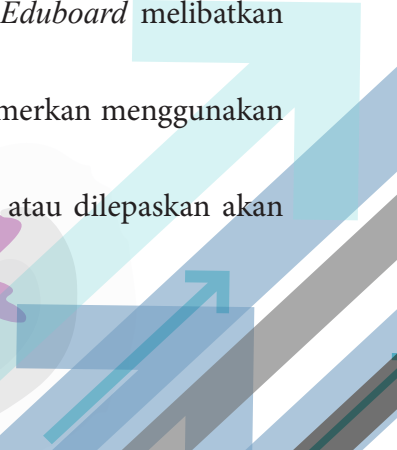 Eduboard melibatkan
merkan menggunakan
atau dilepaskan akan